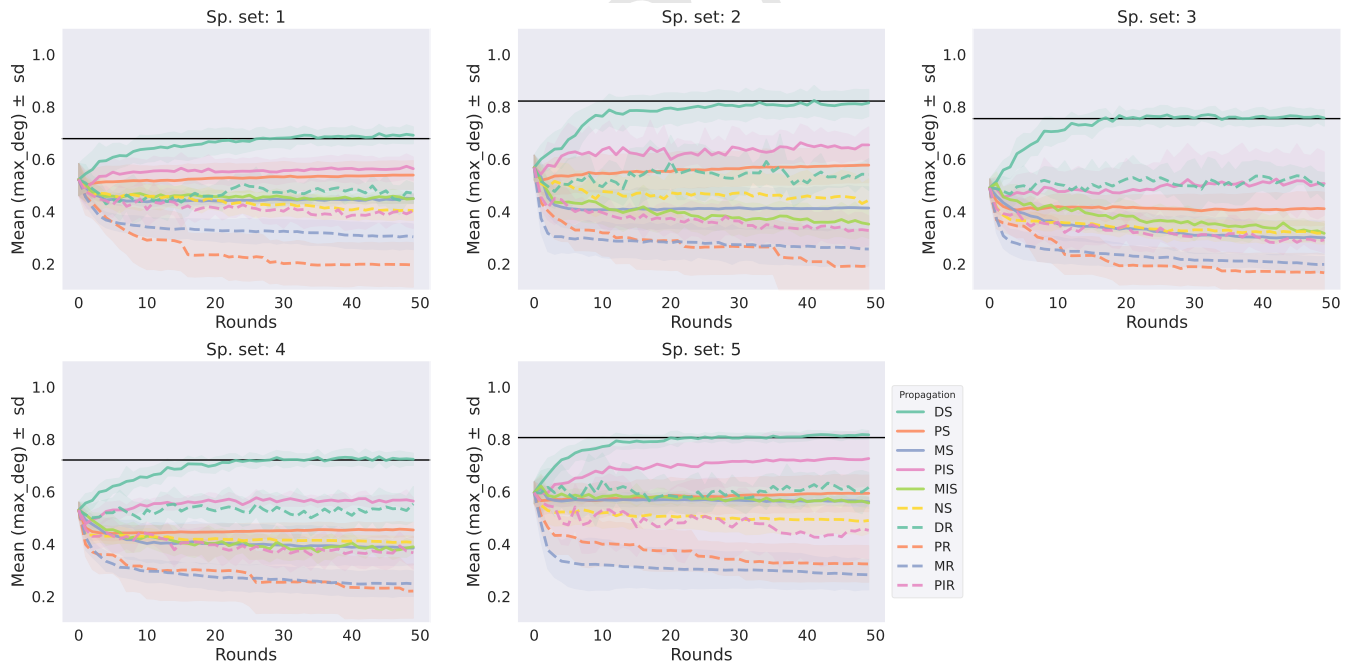 Sp. set: 1
Mean (max_deg) ± sd
1.0
0.8
0.6
0.4
0.2
0 10 20 30 40 50
Rounds
Sp. set: 2
Mean (max_deg) ± sd
1.0
0.8
0.6
0.4
0.2
0 10 20 30 40 50
Rounds
Sp. set: 3
Mean (max_deg) ± sd
1.0
0.8
0.6
0.4
0.2
0 10 20 30 40 50
Rounds
Sp. set: 4
Mean (max_deg) ± sd
1.0
0.8
0.6
0.4
0.2
0 10 20 30 40 50
Rounds
Sp. set: 5
Mean (max_deg) ± sd
1.0
0.8
0.6
0.4
0.2
0 10 20 30 40 50
Rounds
Propagation
DS
PS
MS
PIS
MIS
NS
DR
PR
MR
PIR